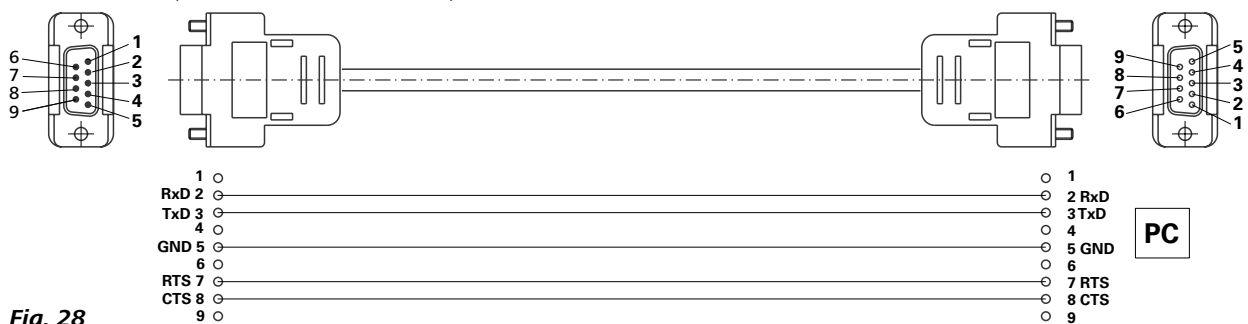 6 1
7 2
8 3
9 4
5
5
9 4
8 3
7 2
6 1
1 1
RxD 2 2 RxD
TxD 3 3 TxD
4 4
GND 5 5 GND
6 6
RTS 7 7 RTS
CTS 8 8 CTS
9 9
PC
Fig. 28